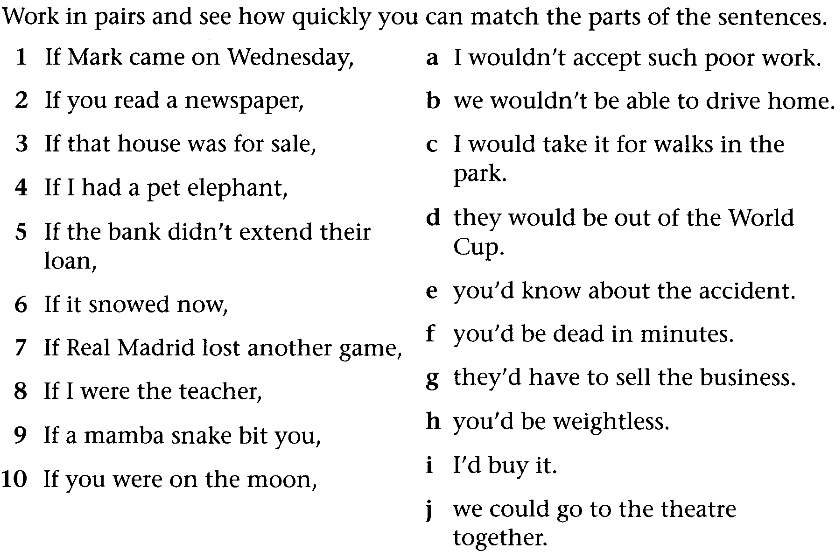 Work in pairs and see how quickly you can match the parts of the sentences.
1 If Mark came on Wednesday,
2 If you read a newspaper,
3 If that house was for sale,
4 If I had a pet elephant,
5 If the bank didn't extend their
loan,
6 If it snowed now,
7 If Real Madrid lost another game,
8 If I were the teacher,
9 If a mamba snake bit you,
10 If you were on the moon,
a I wouldn't accept such poor work.
b we wouldn't be able to drive home.
c I would take it for walks in the
park.
d they would be out of the World
Cup.
e you'd know about the accident.
f you'd be dead in minutes.
g they'd have to sell the business.
h you'd be weightless.
i I'd buy it.
j we could go to the theatre
together.